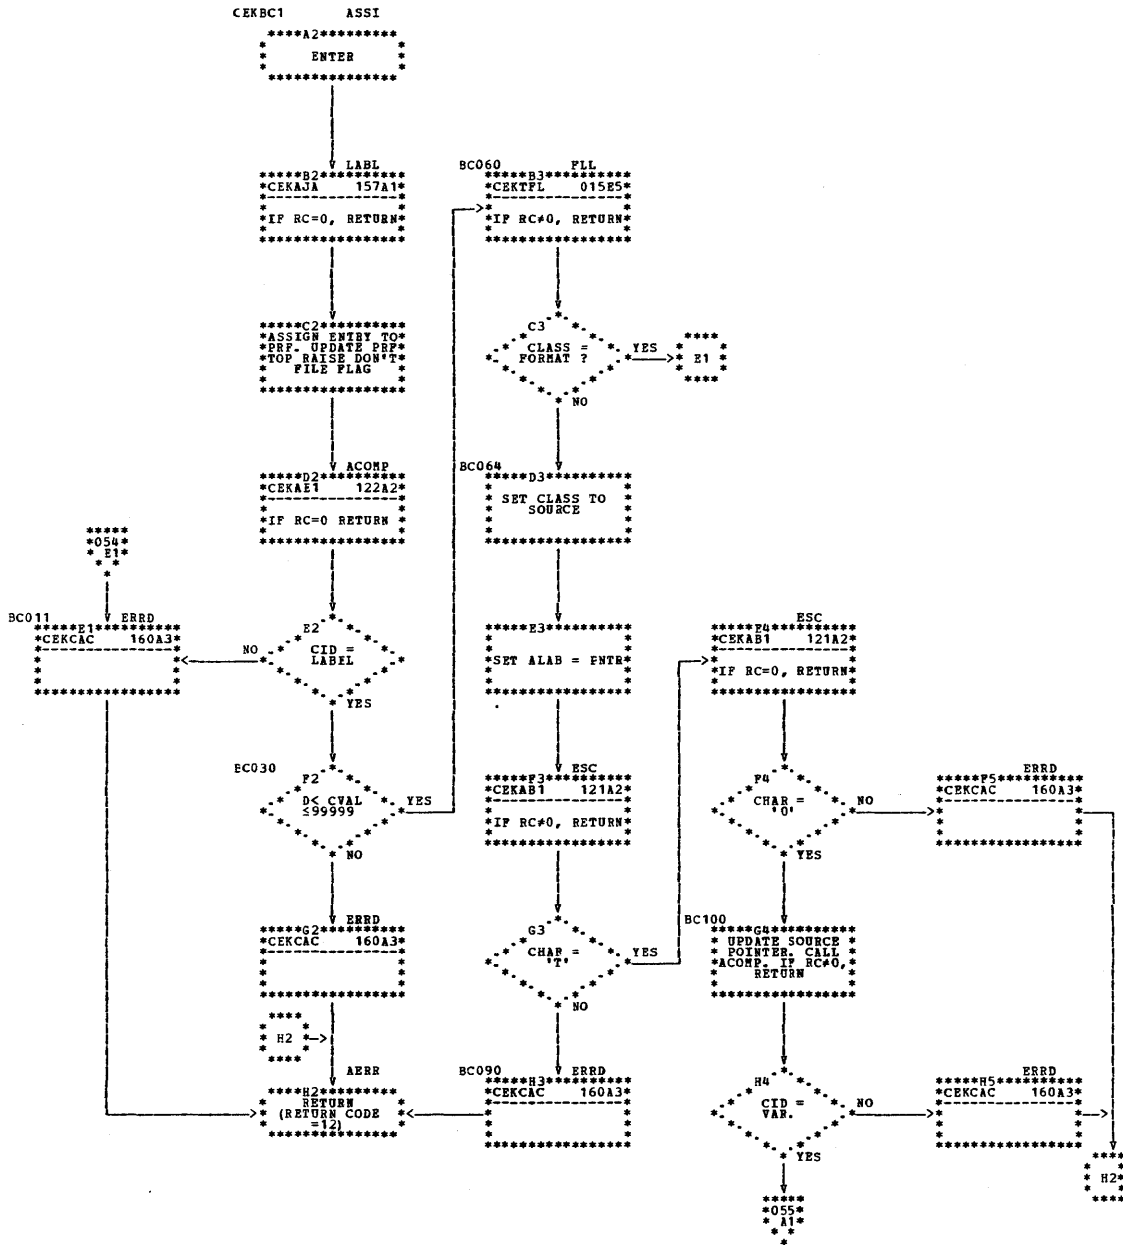 CEKBC1 ASSI
A2
ENTER
LABL
B2
CEKAJA 157A1
IF RC=0, RETURN
C2
ASSIGN ENTRY TO
PRF. UPDATE PRF
TOP RAISE DON'T
FILE FLAG
ACOMP
D2
CEKAE1 122A2
IF RC=0 RETURN
054
E1
BC011 ERRD
E1
CEKCAC 160A3
E2
CID =
LABEL
NO
YES
BC030
F2
D< CVAL
≤99999
YES
NO
ERRD
G2
CEKCAC 160A3
H2
AERR
H2
RETURN
(RETURN CODE
=12)
BC060 FLL
B3
CEKTFL 015E5
IF RC≠0, RETURN
C3
CLASS =
FORMAT ?
YES
E1
NO
BC064
D3
SET CLASS TO
SOURCE
E3
SET ALAB = PNTR
ESC
F3
CEKAB1 121A2
IF RC≠0, RETURN
G3
CHAR =
'T'
YES
NO
BC090 ERRD
H3
CEKCAC 160A3
ESC
E4
CEKAB1 121A2
IF RC=0, RETURN
F4
CHAR =
'O'
NO
YES
ERRD
F5
CEKCAC 160A3
BC100
G4
UPDATE SOURCE
POINTER. CALL
ACOMP. IF RC≠0,
RETURN
H4
CID =
VAR.
NO
YES
ERRD
H5
CEKCAC 160A3
H2
055
A1